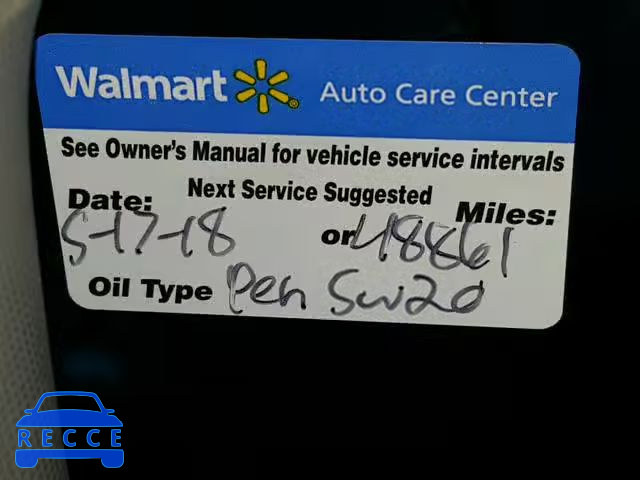 Walmart Auto Care Center
See Owner's Manual for vehicle service intervals
Next Service Suggested
Date: Miles:
5-17-18 or 48861
Oil Type Pen 5w20
RECCE